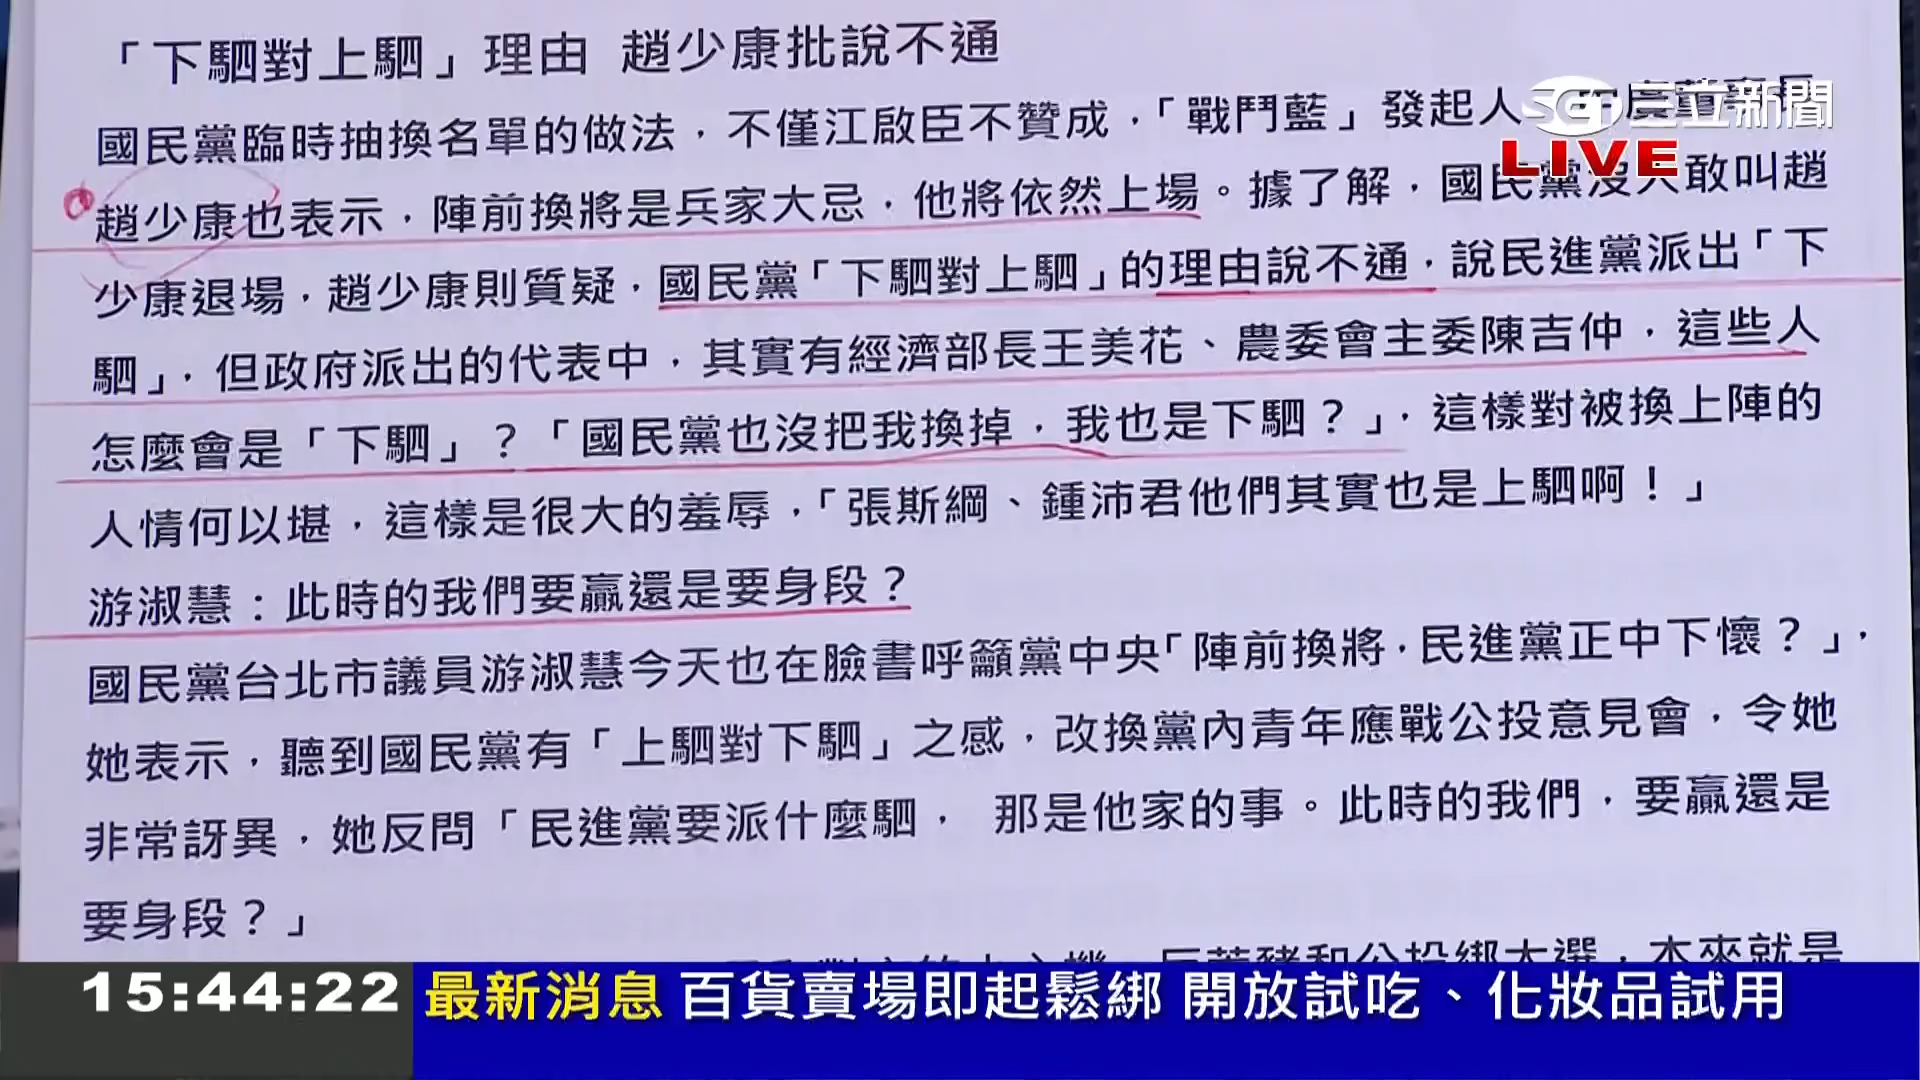 「下駟對上駟」理由 趙少康批說不通
國民黨臨時抽換名單的做法，不僅江啟臣不贊成，「戰鬥藍」發起人
SET三立新聞
LIVE
趙少康也表示，陣前換將是兵家大忌，他將依然上場。據了解，國民黨沒人敢叫趙
少康退場，趙少康則質疑，國民黨「下駟對上駟」的理由說不通，說民進黨派出「下
駟」，但政府派出的代表中，其實有經濟部長王美花、農委會主委陳吉仲，這些人
怎麼會是「下駟」？「國民黨也沒把我換掉，我也是下駟？」，這樣對被換上陣的
人情何以堪，這樣是很大的羞辱，「張斯綱、鍾沛君他們其實也是上駟啊！」
游淑慧：此時的我們要贏還是要身段？
國民黨台北市議員游淑慧今天也在臉書呼籲黨中央「陣前換將，民進黨正中下懷？」，
她表示，聽到國民黨有「上駟對下駟」之感，改換黨內青年應戰公投意見會，令她
非常訝異，她反問「民進黨要派什麼駟， 那是他家的事。此時的我們，要贏還是
要身段？」
本來就是
15:44:22 最新消息 百貨賣場即起鬆綁 開放試吃、化妝品試用